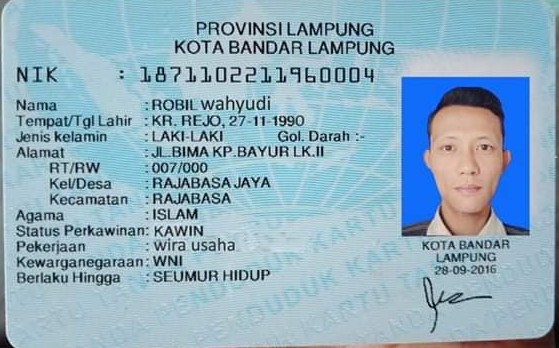 PROVINSI LAMPUNG
KOTA BANDAR LAMPUNG
NIK : 1871102211960004
Nama : ROBIL wahyudi
Tempat/Tgl Lahir : KR. REJO, 27-11-1990
Jenis kelamin : LAKI-LAKI Gol. Darah :-
Alamat : JL.BIMA KP.BAYUR LK.II
RT/RW : 007/000
Kel/Desa : RAJABASA JAYA
Kecamatan : RAJABASA
Agama : ISLAM
Status Perkawinan: KAWIN
Pekerjaan : wira usaha
Kewarganegaraan: WNI
Berlaku Hingga : SEUMUR HIDUP
KOTA BANDAR
LAMPUNG
28-09-2016